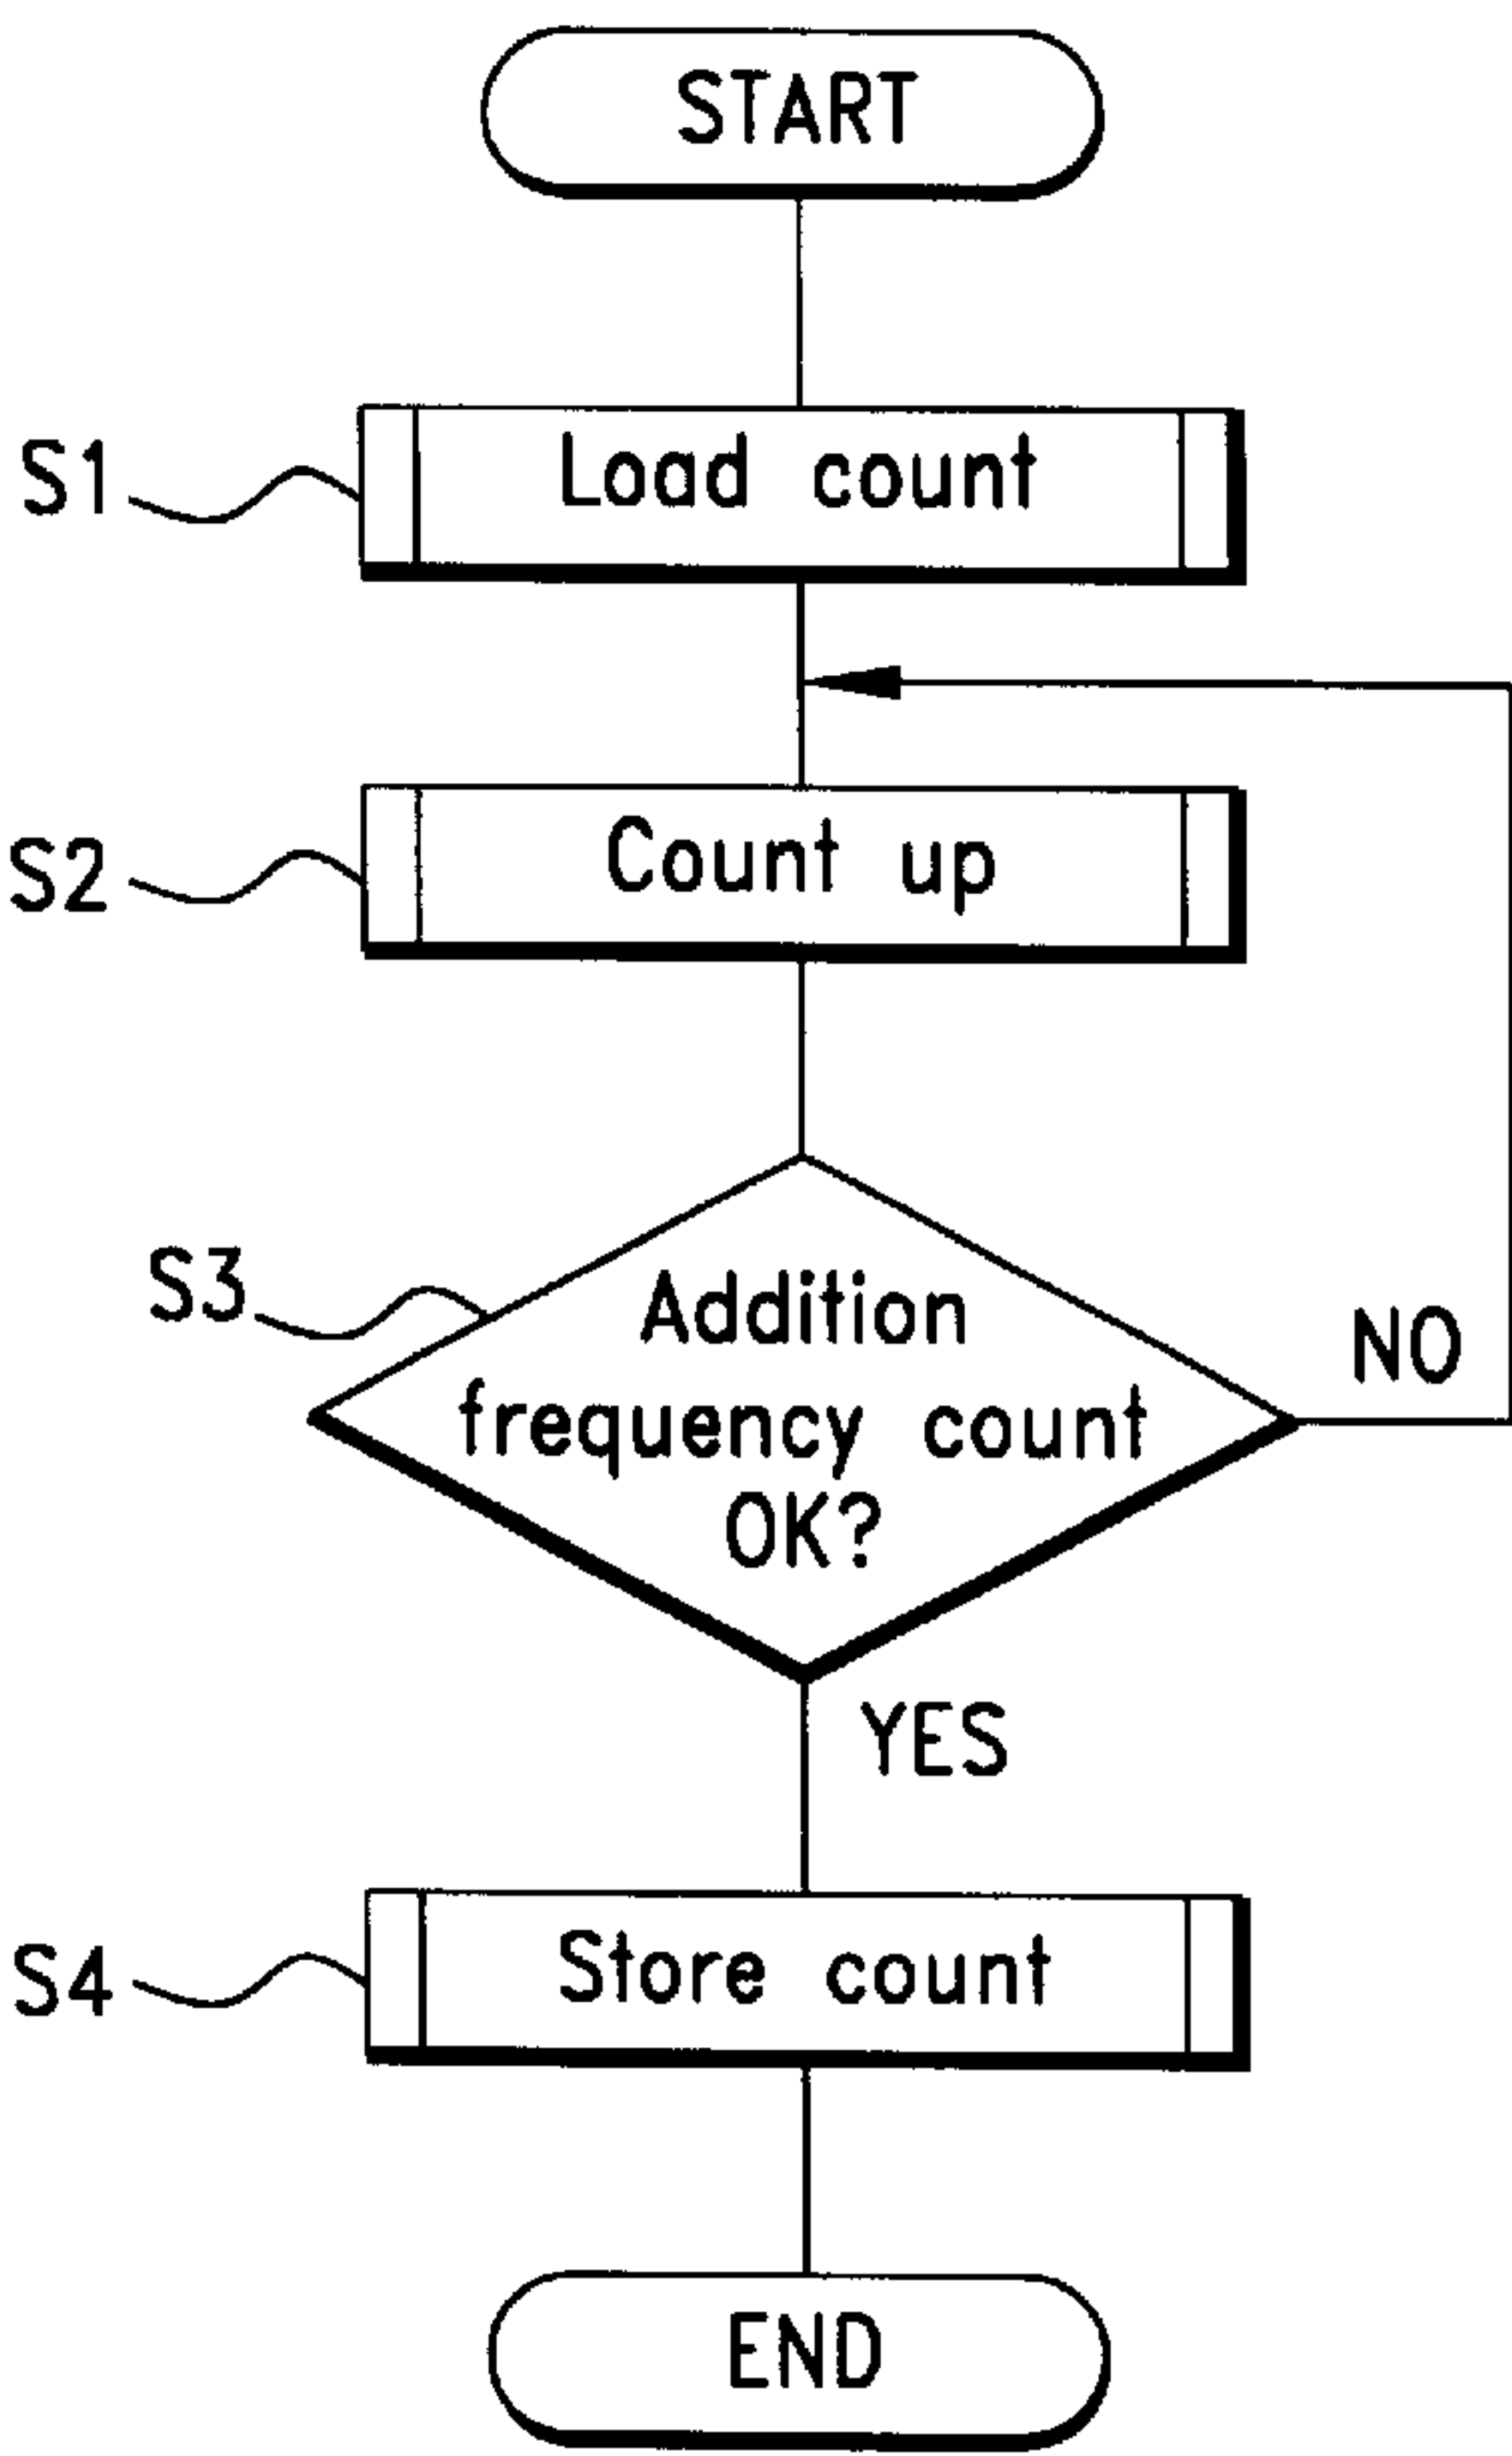 START
S1
Load count
S2
Count up
S3
Addition
frequency count
OK?
NO
YES
S4
Store count
END